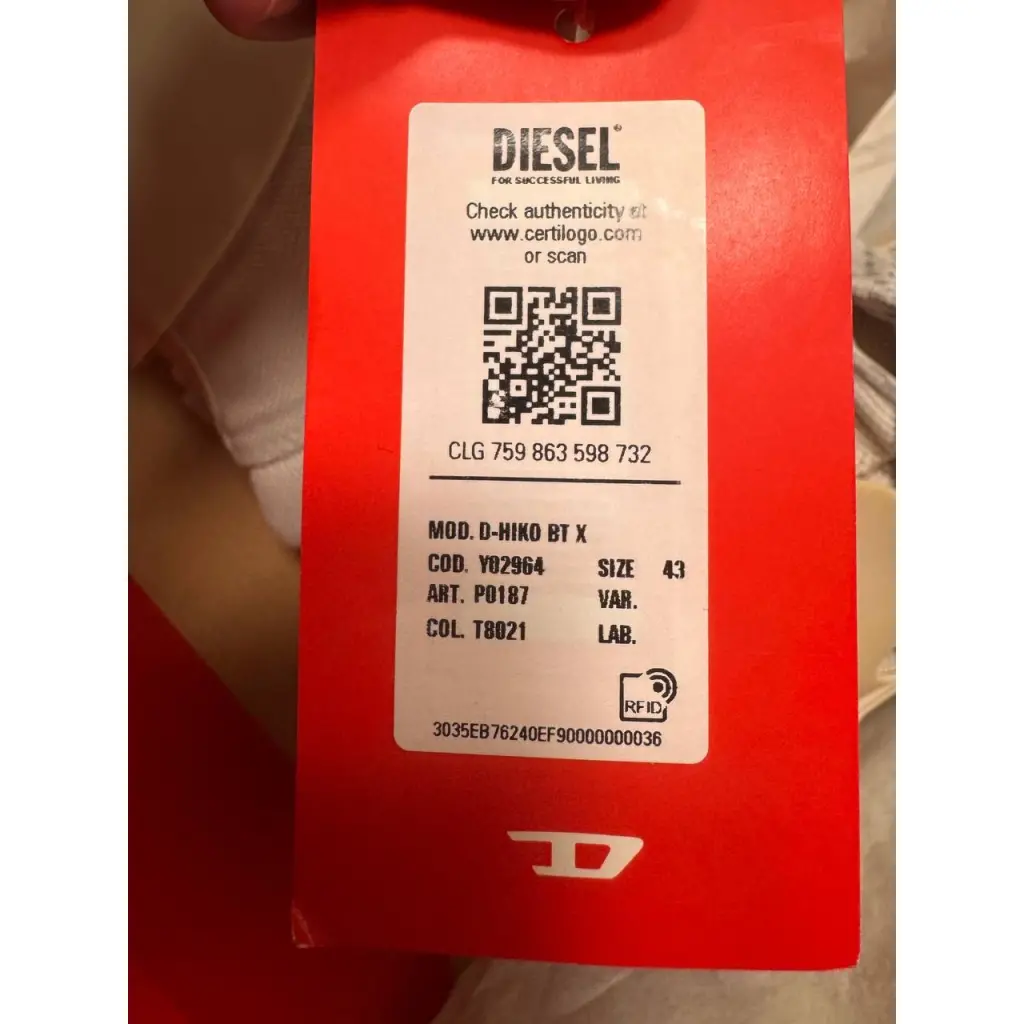 DIESEL®
FOR SUCCESSFUL LIVING
Check authenticity at
www.certilogo.com
or scan
CLG 759 863 598 732
MOD. D-HIKO BT X
COD. Y02964 SIZE 43
ART. P0187 VAR.
COL. T8021 LAB.
RFID
3035EB76240EF90000000036
D